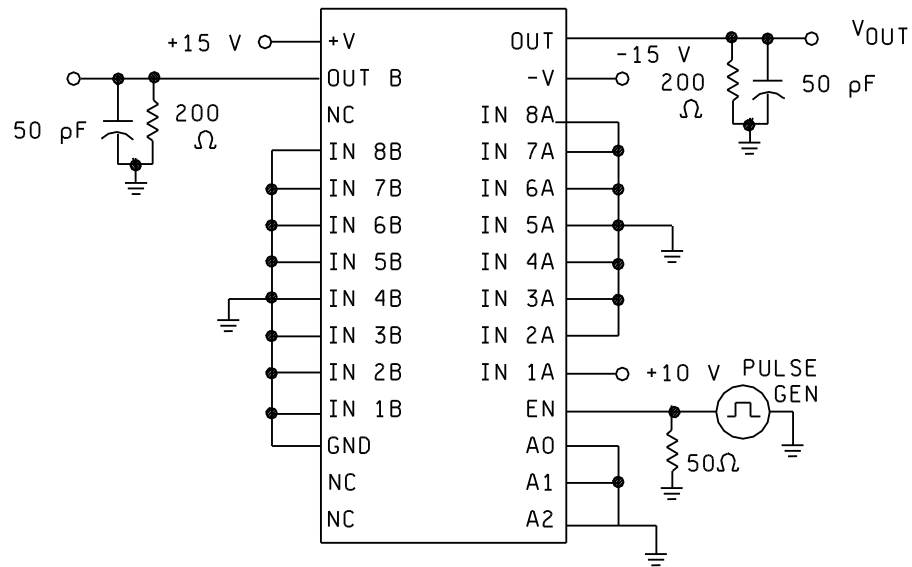 +15 V
50 pF
200
Ω
+V
OUT B
NC
IN 8B
IN 7B
IN 6B
IN 5B
IN 4B
IN 3B
IN 2B
IN 1B
GND
NC
NC
OUT
-V
IN 8A
IN 7A
IN 6A
IN 5A
IN 4A
IN 3A
IN 2A
IN 1A
EN
A0
A1
A2
-15 V
200
Ω
50 pF
VOUT
+10 V
PULSE
GEN
50Ω